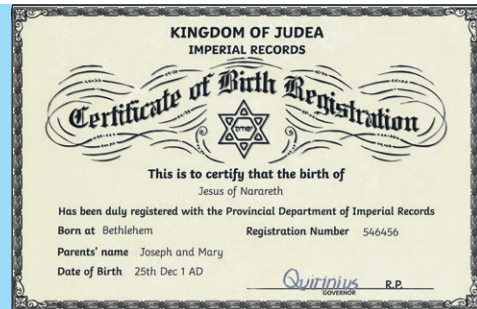 KINGDOM OF JUDEA
IMPERIAL RECORDS
Certificate of Birth Registration
This is to certify that the birth of
Jesus of Narareth
Has been duly registered with the Provincial Department of Imperial Records
Born at Bethlehem Registration Number 546456
Parents' name Joseph and Mary
Date of Birth 25th Dec 1 AD
Quirinius R.P.
GOVERNOR